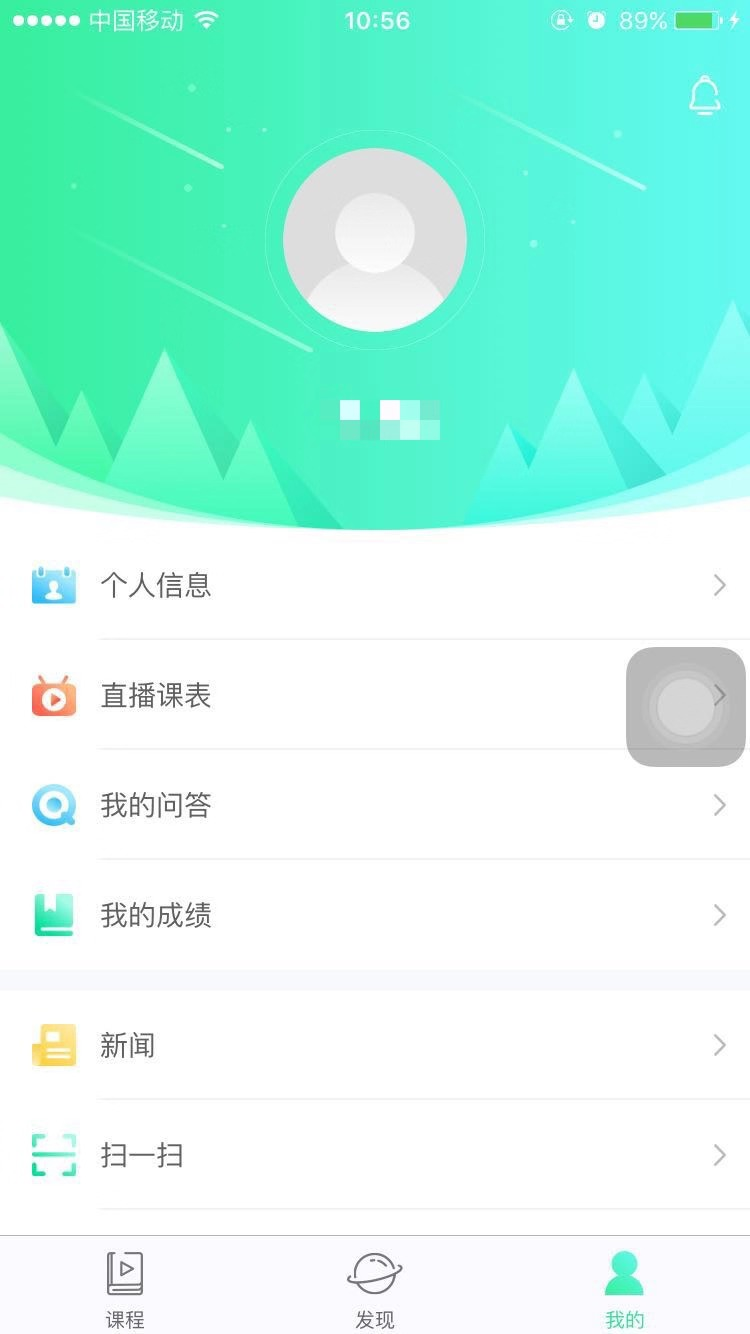 中国移动 10:56 89%
个人信息
直播课表
我的问答
我的成绩
新闻
扫一扫
课程 发现 我的